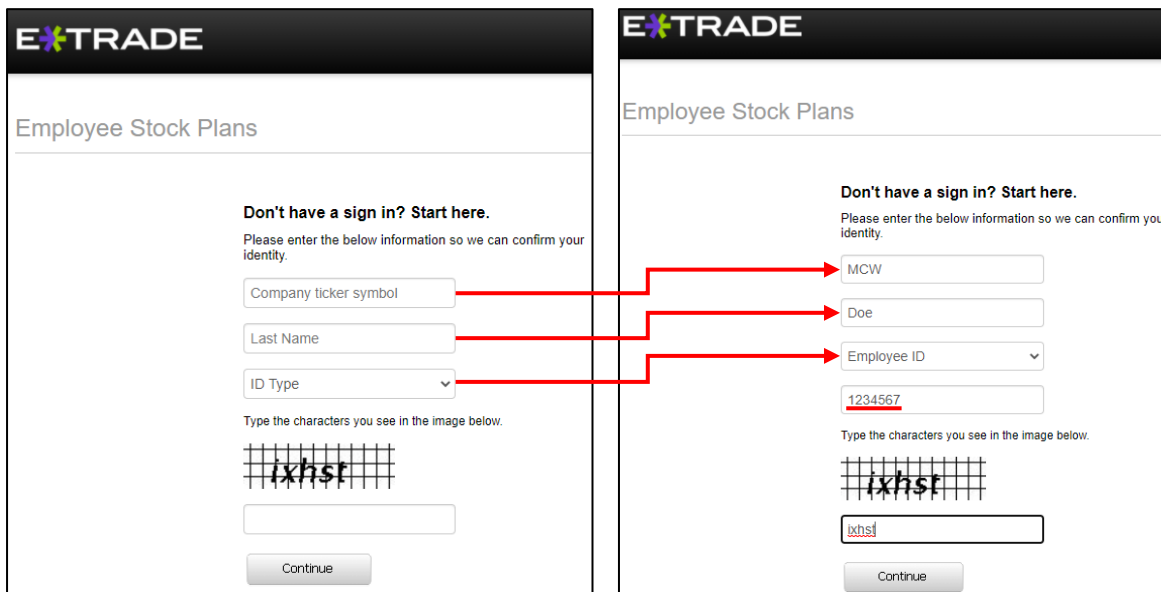 E*TRADE
Employee Stock Plans
Don't have a sign in? Start here.
Please enter the below information so we can confirm your
identity.
Company ticker symbol
Last Name
ID Type
Type the characters you see in the image below.
ixhst
Continue
E*TRADE
Employee Stock Plans
Don't have a sign in? Start here.
Please enter the below information so we can confirm you
identity.
MCW
Doe
Employee ID
1234567
Type the characters you see in the image below.
ixhst
ixhst
Continue